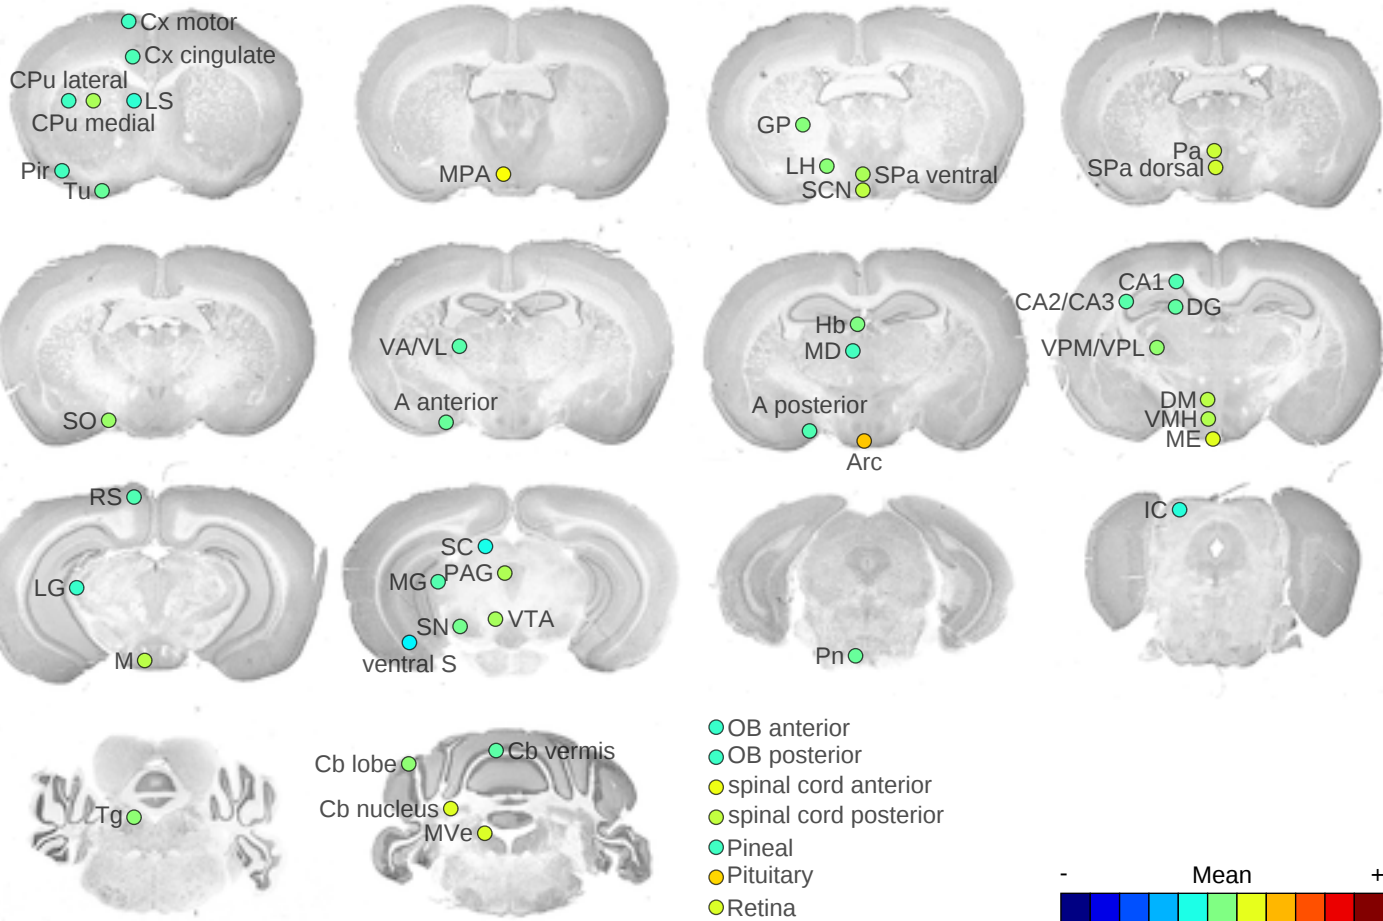 Cx motor
Cx cingulate
CPu lateral
LS
CPu medial
Pir
Tu
MPA
GP
LH
SPa ventral
SCN
Pa
SPa dorsal
SO
VA/VL
A anterior
Hb
MD
A posterior
Arc
CA1
CA2/CA3
DG
VPM/VPL
DM
VMH
ME
RS
LG
M
SC
PAG
MG
SN
VTA
ventral S
Pn
IC
Tg
Cb lobe
Cb vermis
Cb nucleus
MVe
OB anterior
OB posterior
spinal cord anterior
spinal cord posterior
Pineal
Pituitary
Retina
- Mean +